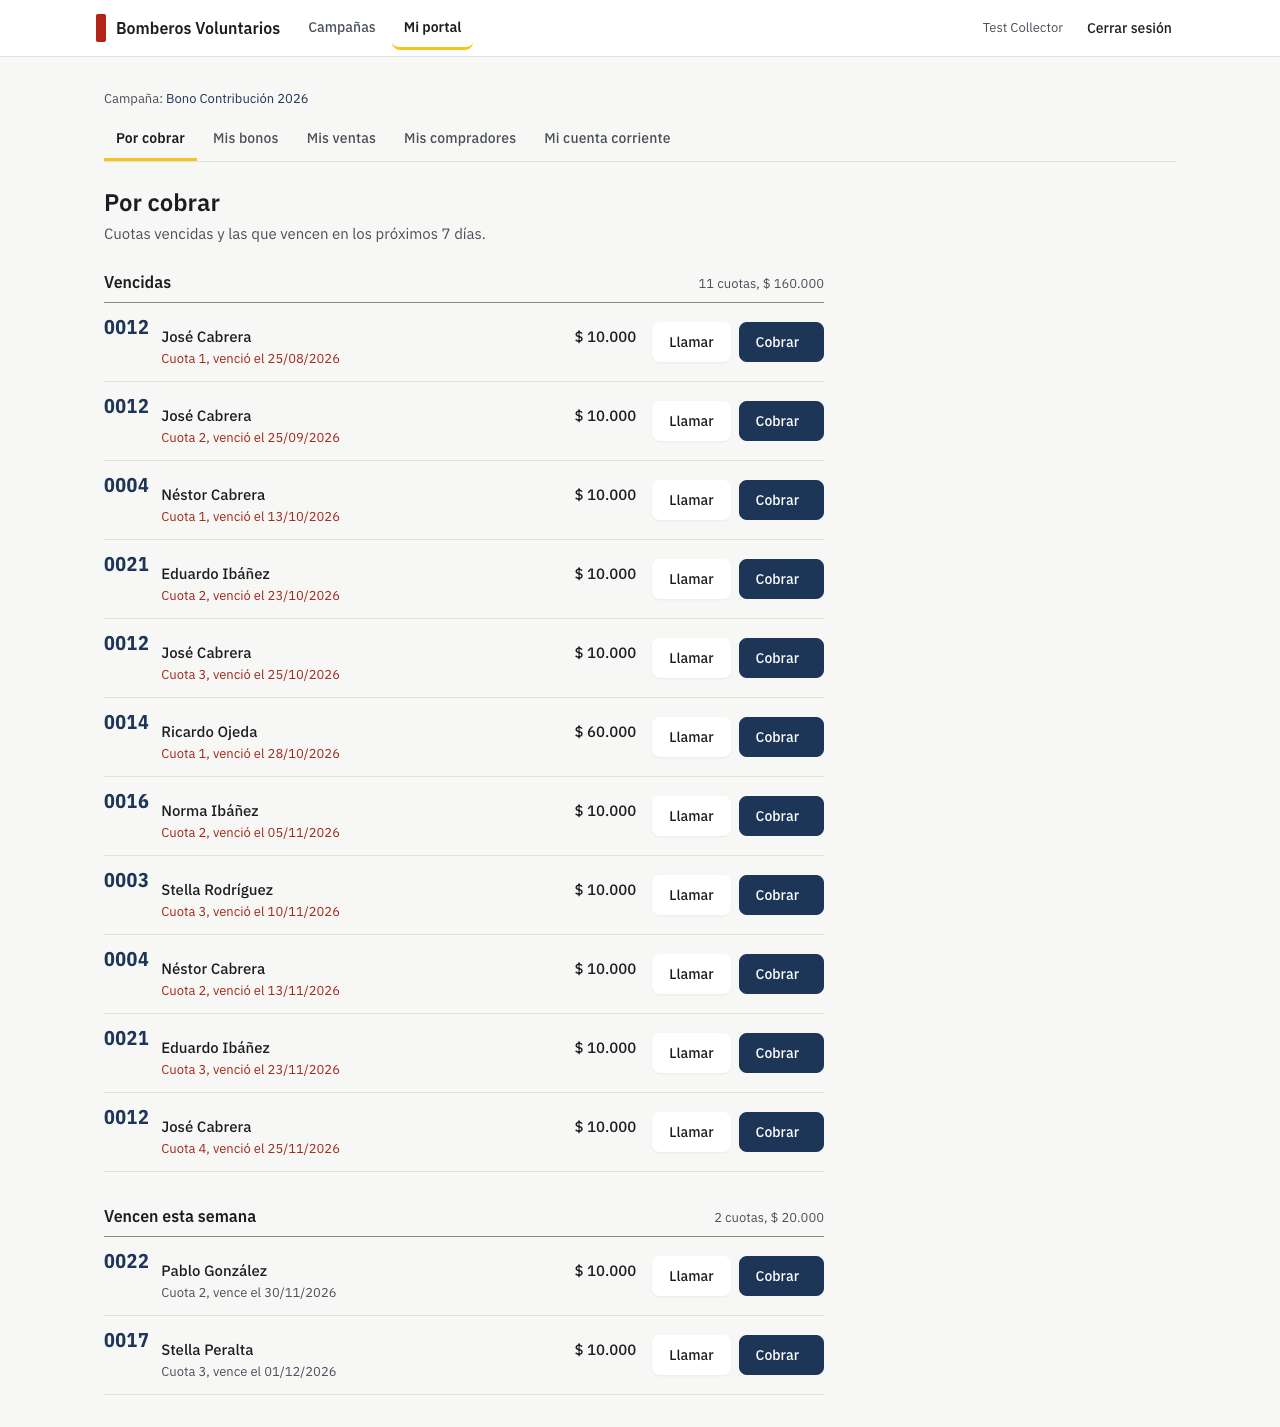 Bomberos Voluntarios Campañas Mi portal Test Collector Cerrar sesión
Campaña: Bono Contribución 2026
Por cobrar Mis bonos Mis ventas Mis compradores Mi cuenta corriente
Por cobrar
Cuotas vencidas y las que vencen en los próximos 7 días.
Vencidas 11 cuotas, $ 160.000
0012 José Cabrera $ 10.000 Llamar Cobrar
Cuota 1, venció el 25/08/2026
0012 José Cabrera $ 10.000 Llamar Cobrar
Cuota 2, venció el 25/09/2026
0004 Néstor Cabrera $ 10.000 Llamar Cobrar
Cuota 1, venció el 13/10/2026
0021 Eduardo Ibáñez $ 10.000 Llamar Cobrar
Cuota 2, venció el 23/10/2026
0012 José Cabrera $ 10.000 Llamar Cobrar
Cuota 3, venció el 25/10/2026
0014 Ricardo Ojeda $ 60.000 Llamar Cobrar
Cuota 1, venció el 28/10/2026
0016 Norma Ibáñez $ 10.000 Llamar Cobrar
Cuota 2, venció el 05/11/2026
0003 Stella Rodríguez $ 10.000 Llamar Cobrar
Cuota 3, venció el 10/11/2026
0004 Néstor Cabrera $ 10.000 Llamar Cobrar
Cuota 2, venció el 13/11/2026
0021 Eduardo Ibáñez $ 10.000 Llamar Cobrar
Cuota 3, venció el 23/11/2026
0012 José Cabrera $ 10.000 Llamar Cobrar
Cuota 4, venció el 25/11/2026
Vencen esta semana 2 cuotas, $ 20.000
0022 Pablo González $ 10.000 Llamar Cobrar
Cuota 2, vence el 30/11/2026
0017 Stella Peralta $ 10.000 Llamar Cobrar
Cuota 3, vence el 01/12/2026